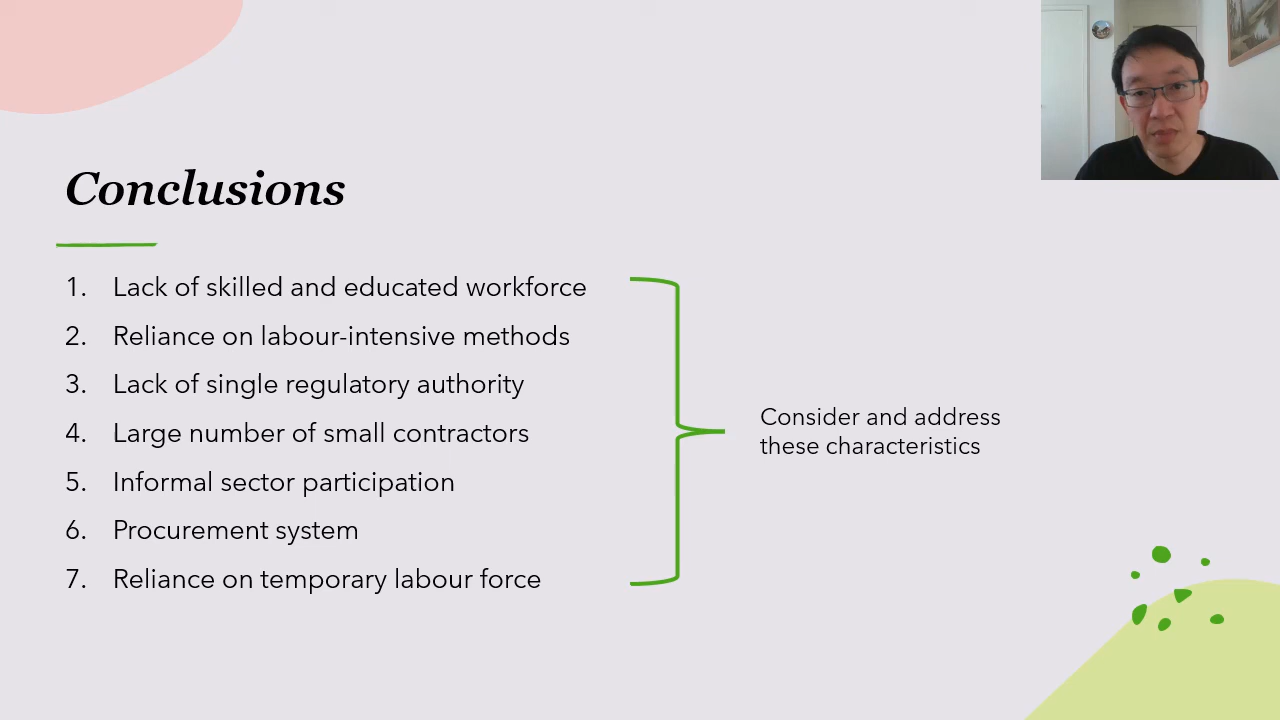 Conclusions
1. Lack of skilled and educated workforce
2. Reliance on labour-intensive methods
3. Lack of single regulatory authority
4. Large number of small contractors
5. Informal sector participation
6. Procurement system
7. Reliance on temporary labour force
Consider and address
these characteristics